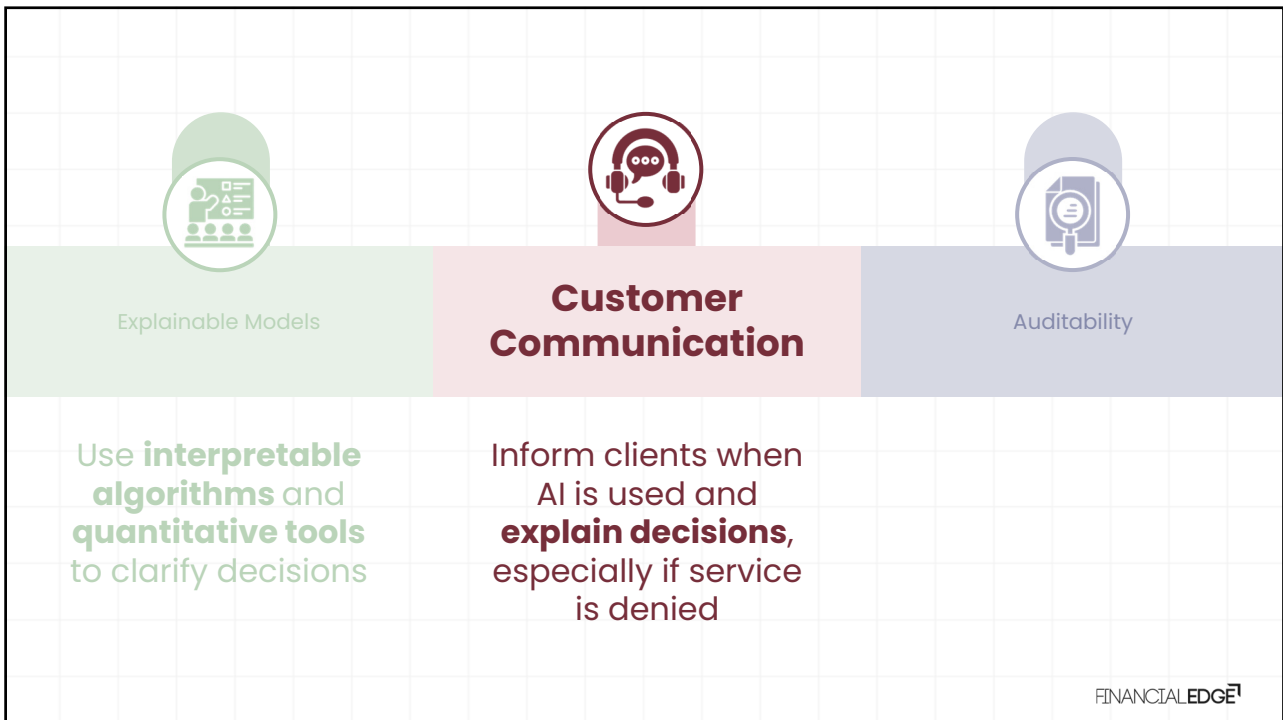 Explainable Models
Customer
Communication
Auditability
Use interpretable
algorithms and
quantitative tools
to clarify decisions
Inform clients when
AI is used and
explain decisions,
especially if service
is denied
FINANCIALEDGE